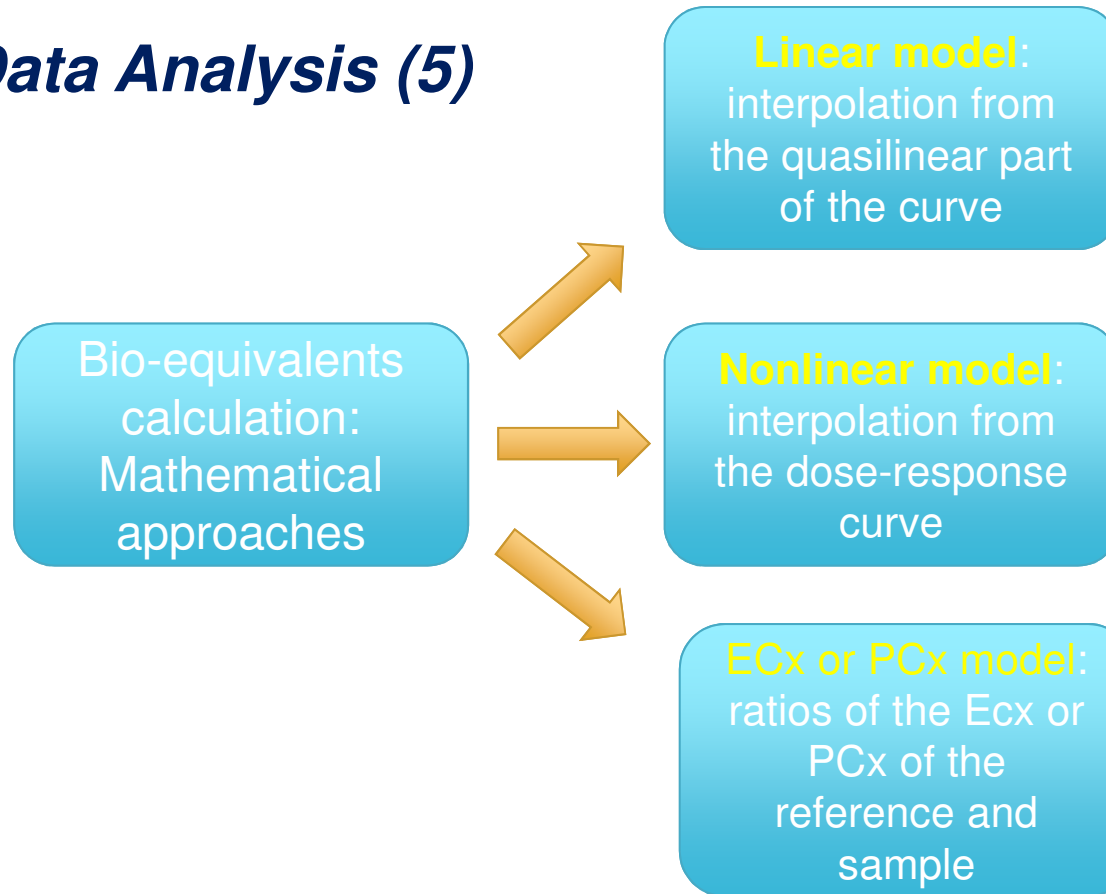 Data Analysis (5)
Linear model:
interpolation from
the quasilinear part
of the curve
Bio-equivalents
calculation:
Mathematical
approaches
Nonlinear model:
interpolation from
the dose-response
curve
ECx or PCx model:
ratios of the Ecx or
PCx of the
reference and
sample